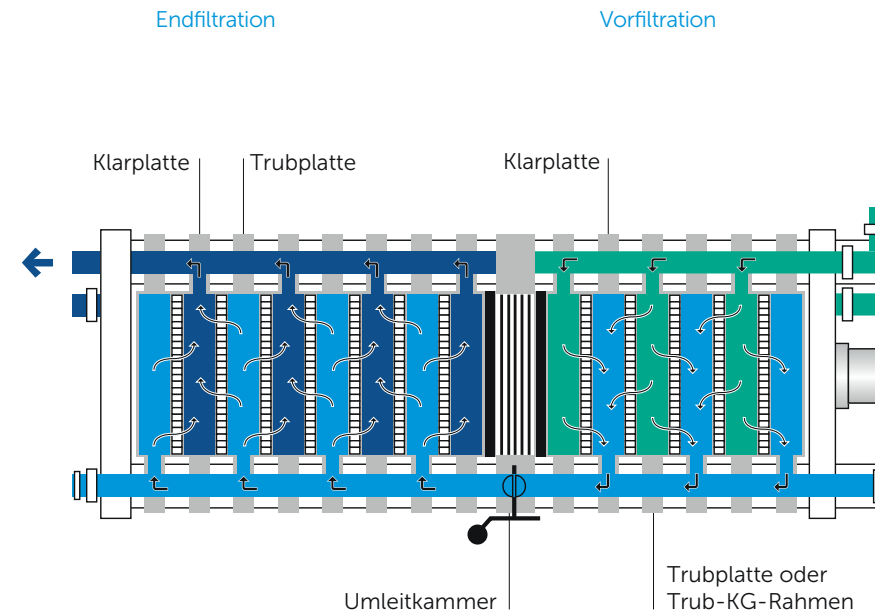 Endfiltration
Vorfiltration
Klarplatte
Trubplatte
Klarplatte
Umleitkammer
Trubplatte oder
Trub-KG-Rahmen